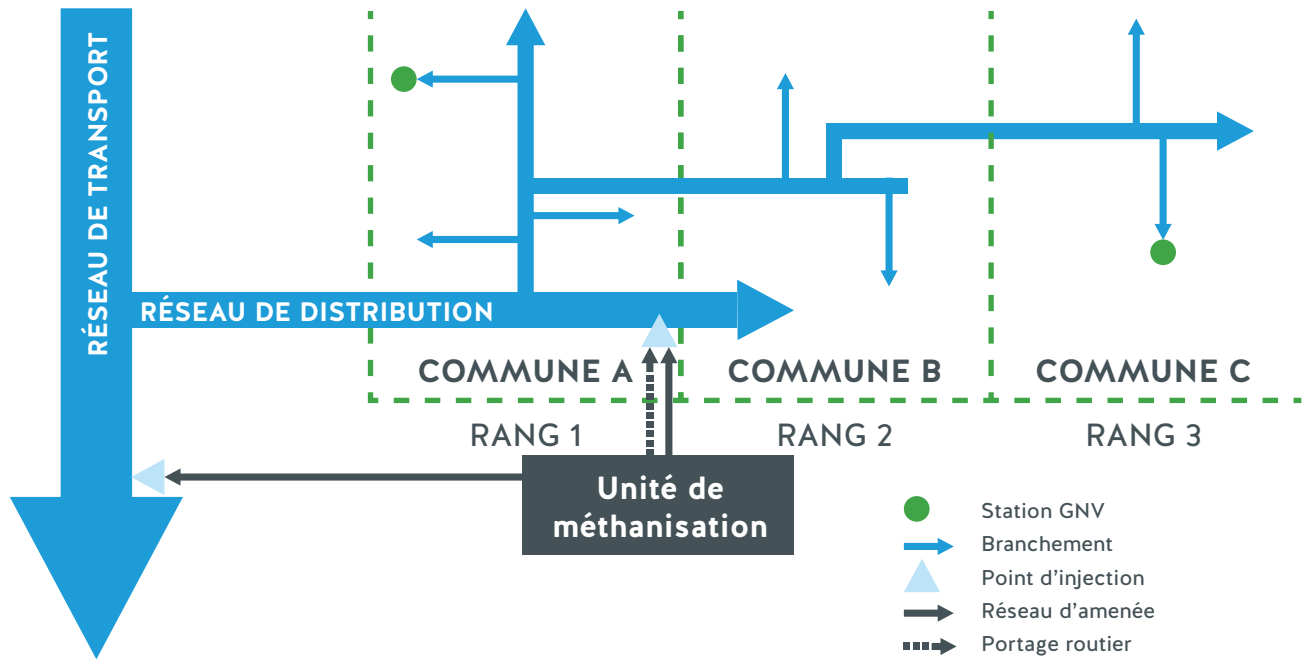 RÉSEAU DE TRANSPORT
RÉSEAU DE DISTRIBUTION
COMMUNE A
COMMUNE B
COMMUNE C
RANG 1
RANG 2
RANG 3
Unité de
méthanisation
Station GNV
Branchement
Point d'injection
Réseau d'amenée
Portage routier